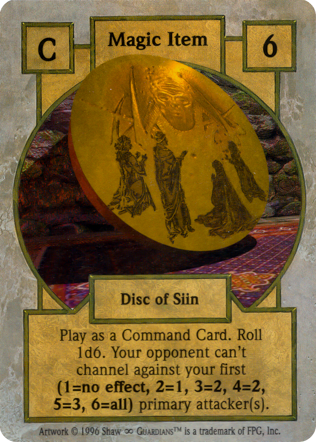 C
Magic Item
6
Disc of Siin
Play as a Command Card. Roll
1d6. Your opponent can't
channel against your first
(1=no effect, 2=1, 3=2, 4=2,
5=3, 6=all) primary attacker(s).
Artwork © 1996 Shaw ∞ Guardians™ is a trademark of FPG, Inc.